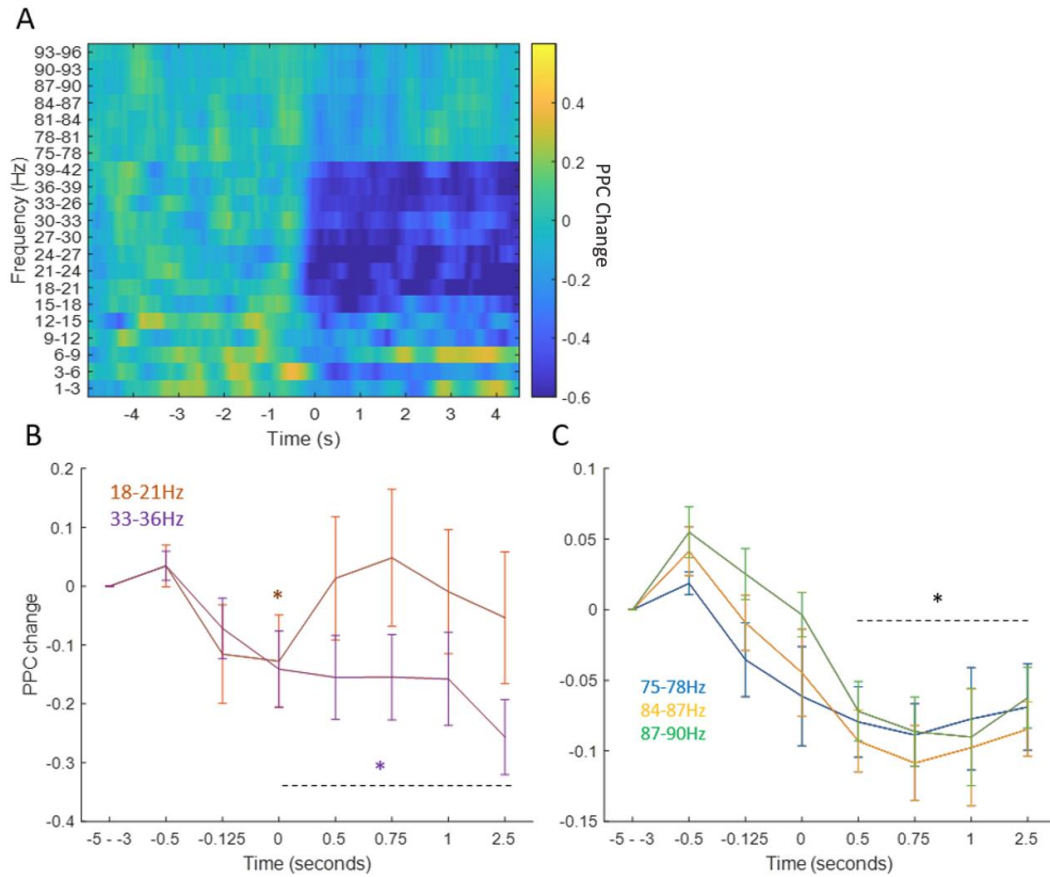 A
93-96
90-93
87-90
84-87
81-84
78-81
75-78
39-42
36-39
33-26
30-33
27-30
24-27
21-24
18-21
15-18
12-15
9-12
6-9
3-6
1-3
Frequency (Hz)
-4 -3 -2 -1 0 1 2 3 4
Time (s)
0.4
0.2
0
-0.2
-0.4
-0.6
PPC Change
B
0.2
0.1
0
-0.1
-0.2
-0.3
-0.4
PPC change
18-21Hz
33-36Hz
*
*
-5 - -3 -0.5 -0.125 0 0.5 0.75 1 2.5
Time (seconds)
C
0.1
0.05
0
-0.05
-0.1
-0.15
*
75-78Hz
84-87Hz
87-90Hz
-5 - -3 -0.5 -0.125 0 0.5 0.75 1 2.5
Time (seconds)